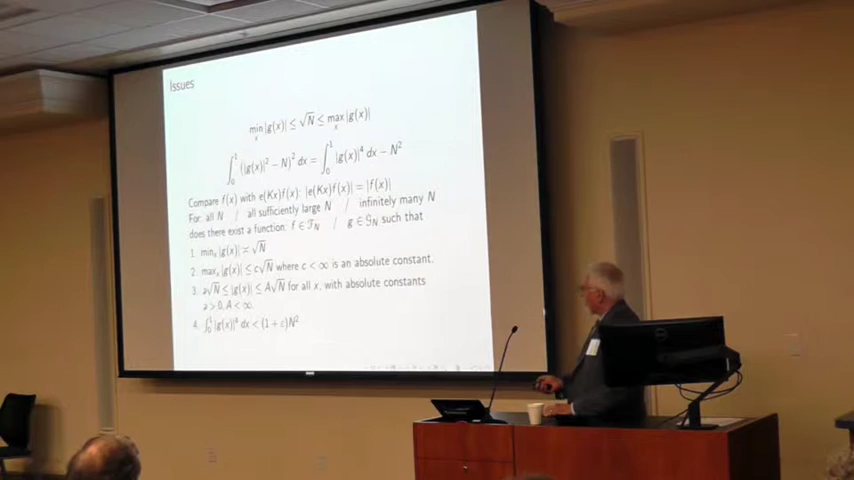 Issues
min_x |g(x)| ≤ √N ≤ max_x |g(x)|
∫_0^1 (|g(x)|² − N)² dx = ∫_0^1 |g(x)|⁴ dx − N²
Compare f(x) with e(Kx)f(x): |e(Kx)f(x)| = |f(x)|
For all N / all sufficiently large N / infinitely many N
does there exist a function. f ∈ ℱ_N / g ∈ 𝒢_N such that
1. min_x |g(x)| ≍ √N
2. max_x |g(x)| ≤ c√N where c < ∞ is an absolute constant.
3. a√N ≤ |g(x)| ≤ A√N for all x, with absolute constants
a > 0, A < ∞.
4. ∫_0^1 |g(x)|⁴ dx < (1 + ε)N²